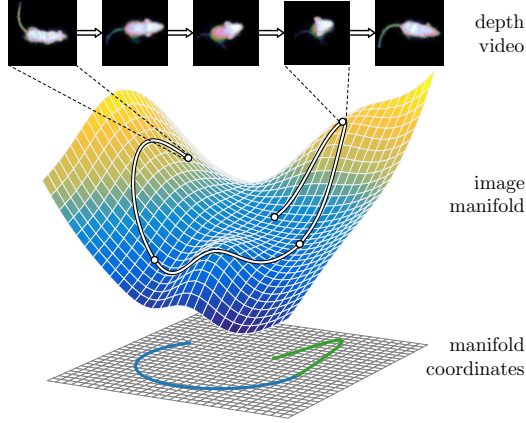 depth
video
image
manifold
manifold
coordinates